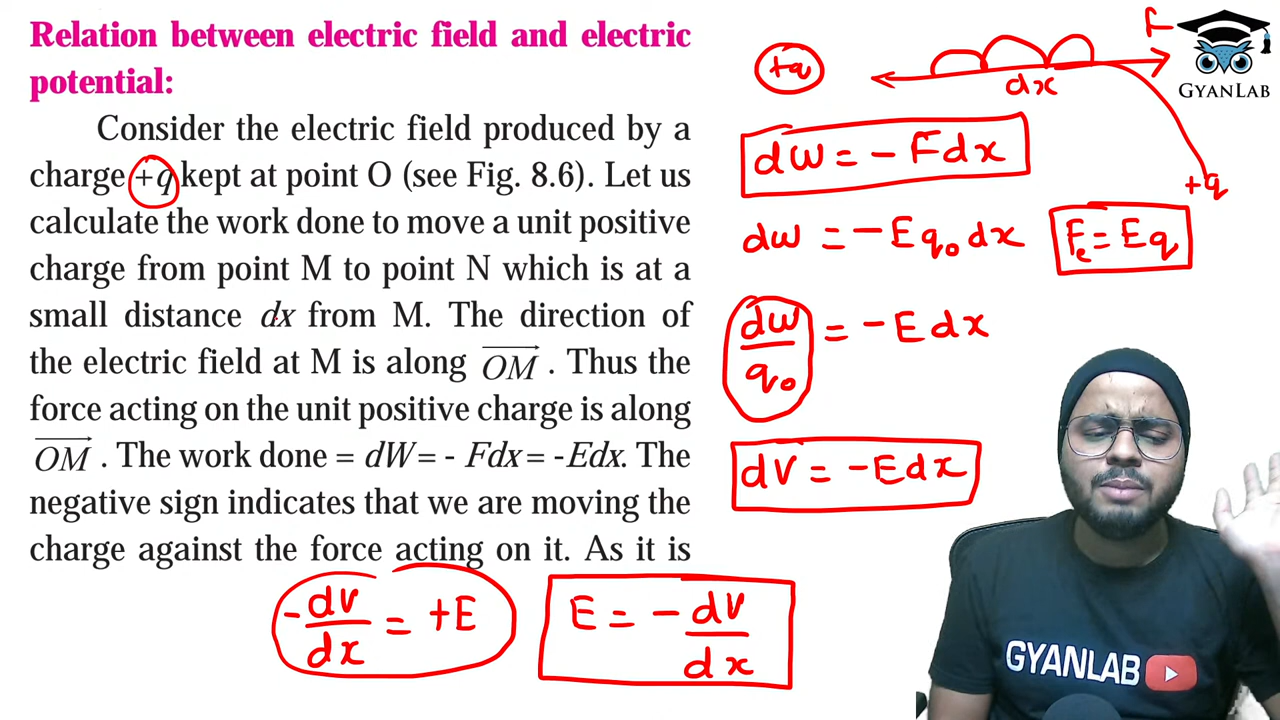 Relation between electric field and electric
potential:
Consider the electric field produced by a
charge +q kept at point O (see Fig. 8.6). Let us
calculate the work done to move a unit positive
charge from point M to point N which is at a
small distance dx from M. The direction of
the electric field at M is along OM. Thus the
force acting on the unit positive charge is along
OM. The work done = dW = - Fdx = -Edx. The
negative sign indicates that we are moving the
charge against the force acting on it. As it is
-dV/dx = +E
E = -dV/dx
+q
dx
F
+q
GYANLAB
dw = - Fdx
dw = -Eq₀dx
Fₑ = Eq
dw/q₀ = -Edx
dV = -Edx
GYANLAB